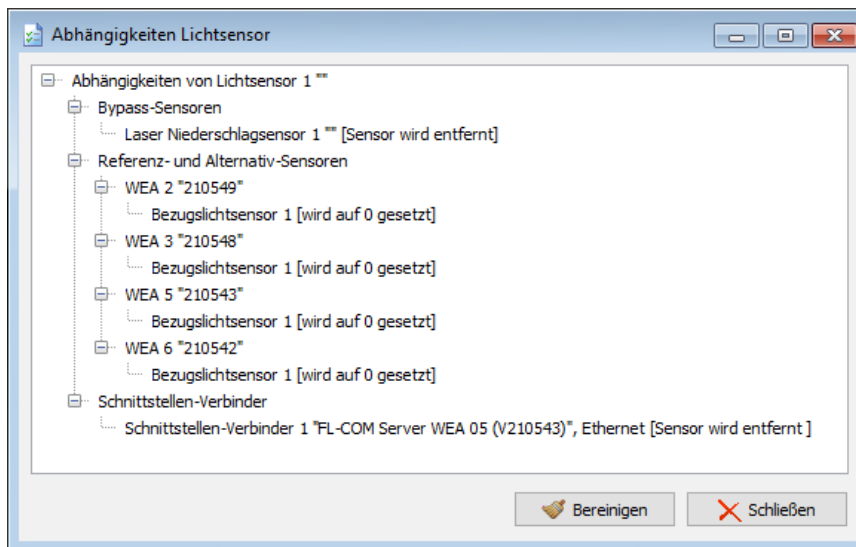 Abhängigkeiten Lichtsensor
Abhängigkeiten von Lichtsensor 1 ""
Bypass-Sensoren
Laser Niederschlagsensor 1 "" [Sensor wird entfernt]
Referenz- und Alternativ-Sensoren
WEA 2 "210549"
Bezugslichtsensor 1 [wird auf 0 gesetzt]
WEA 3 "210548"
Bezugslichtsensor 1 [wird auf 0 gesetzt]
WEA 5 "210543"
Bezugslichtsensor 1 [wird auf 0 gesetzt]
WEA 6 "210542"
Bezugslichtsensor 1 [wird auf 0 gesetzt]
Schnittstellen-Verbinder
Schnittstellen-Verbinder 1 "FL-COM Server WEA 05 (V210543)", Ethernet [Sensor wird entfernt ]
Bereinigen
Schließen